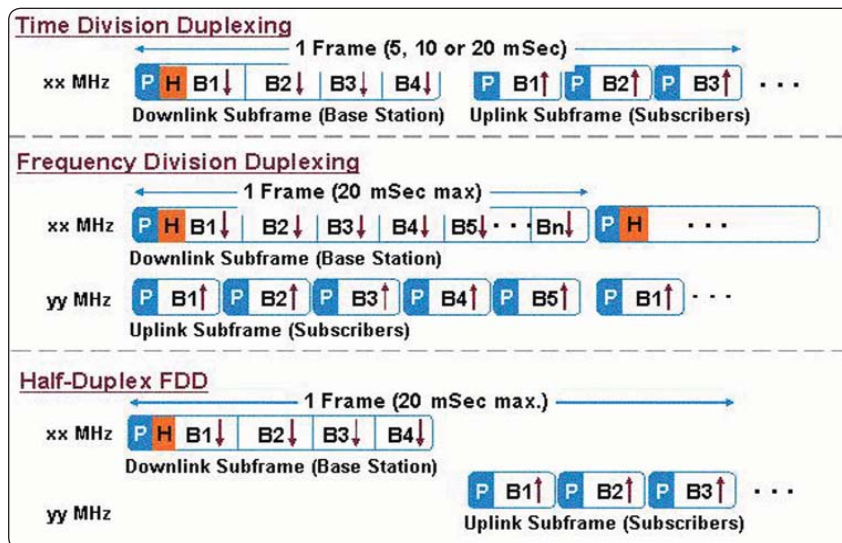 Time Division Duplexing
1 Frame (5, 10 or 20 mSec)
xx MHz P H B1↓ B2↓ B3↓ B4↓ P B1↑ P B2↑ P B3↑ . . .
Downlink Subframe (Base Station) Uplink Subframe (Subscribers)
Frequency Division Duplexing
1 Frame (20 mSec max)
xx MHz P H B1↓ B2↓ B3↓ B4↓ B5↓ · · · Bn↓ P H . . .
Downlink Subframe (Base Station)
yy MHz P B1↑ P B2↑ P B3↑ P B4↑ P B5↑ P B1↑ . . .
Uplink Subframe (Subscribers)
Half-Duplex FDD
1 Frame (20 mSec max.)
xx MHz P H B1↓ B2↓ B3↓ B4↓
Downlink Subframe (Base Station)
P B1↑ P B2↑ P B3↑ . . .
yy MHz Uplink Subframe (Subscribers)